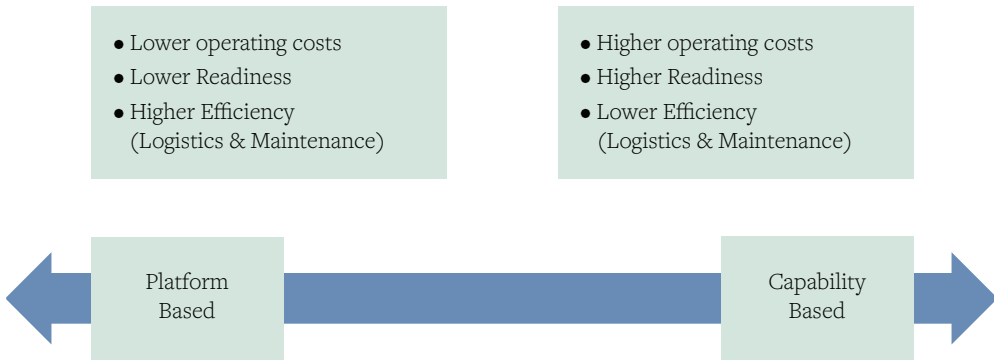 ● Lower operating costs
● Lower Readiness
● Higher Efficiency
(Logistics & Maintenance)
● Higher operating costs
● Higher Readiness
● Lower Efficiency
(Logistics & Maintenance)
Platform
Based
Capability
Based